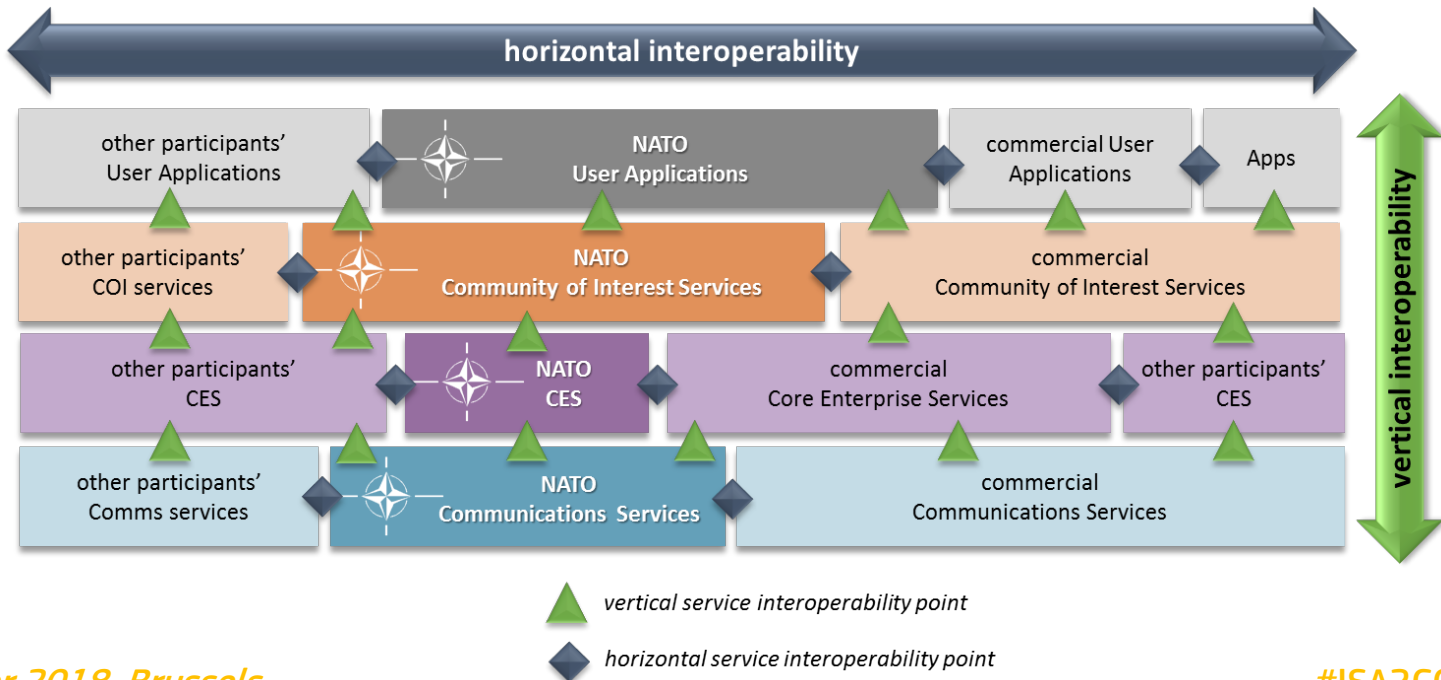 horizontal interoperability
other participants'
User Applications
NATO
User Applications
commercial User
Applications
Apps
vertical interoperability
other participants'
COI services
NATO
Community of Interest Services
commercial
Community of Interest Services
other participants'
CES
NATO
CES
commercial
Core Enterprise Services
other participants'
CES
other participants'
Comms services
NATO
Communications Services
commercial
Communications Services
vertical service interoperability point
horizontal service interoperability point
2018, Brussels